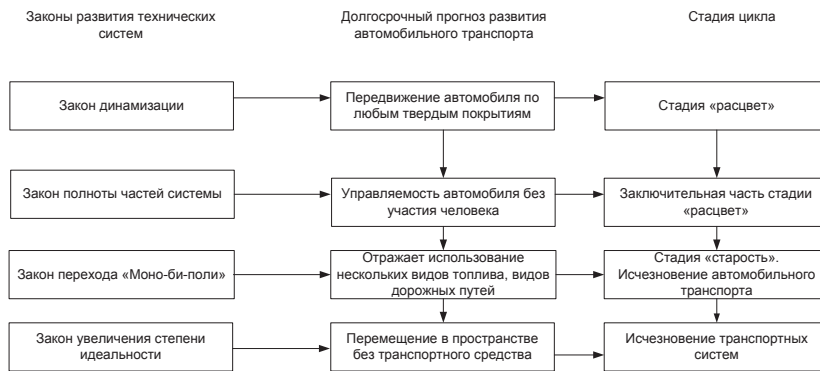 Законы развития технических
систем
Долгосрочный прогноз развития
автомобильного транспорта
Стадия цикла
Закон динамизации
Передвижение автомобиля по
любым твердым покрытиям
Стадия «расцвет»
Закон полноты частей системы
Управляемость автомобиля без
участия человека
Заключительная часть стадии
«расцвет»
Закон перехода «Моно-би-поли»
Отражает использование
нескольких видов топлива, видов
дорожных путей
Стадия «старость».
Исчезновение автомобильного
транспорта
Закон увеличения степени
идеальности
Перемещение в пространстве
без транспортного средства
Исчезновение транспортных
систем